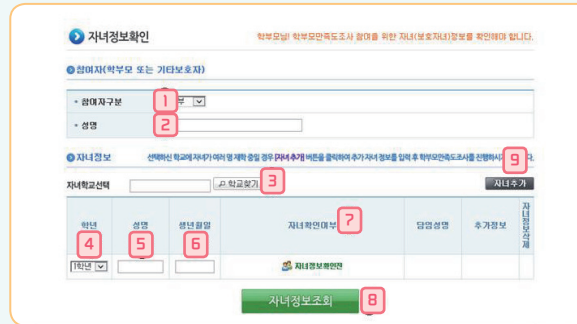 자녀정보확인
학부모님! 학부모만족도조사 참여를 위한 자녀(보호자녀)정보를 확인해야 합니다.
참여자(학부모 또는 기타보호자)
참여자구분 1 부
성명 2
9
자녀정보 선택하신 학교에 자녀가 여러 명 재학 중일 경우 [자녀추가] 버튼을 클릭하여 추가 자녀 정보를 입력 후 학부모만족도조사를 진행하시
자녀학교선택 학교찾기 3 자녀추가
학년 성명 생년월일 자녀확인여부 7 담임성명 추가정보 자녀정보삭제
4 5 6
1학년 자녀정보확인전
자녀정보조회 8